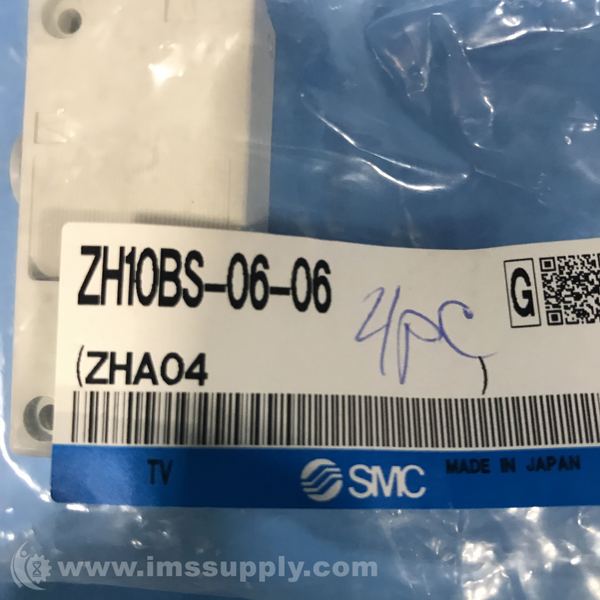 ZH10BS-06-06
G
4pc
(ZHA04 )
TV
SMC
MADE IN JAPAN
www.imssupply.com